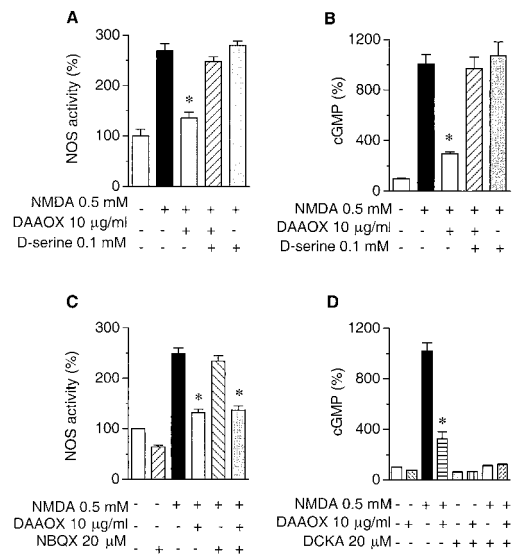 A
NOS activity (%)
300
200
100
0
*
NMDA 0.5 mM - + + + +
DAAOX 10 µg/ml - - + + -
D-serine 0.1 mM - - - + +
B
cGMP (%)
1200
800
400
0
*
NMDA 0.5 mM - + + + +
DAAOX 10 µg/ml - - + + -
D-serine 0.1 mM - - - + +
C
NOS activity (%)
300
200
100
0
* *
NMDA 0.5 mM - - + + + +
DAAOX 10 µg/ml - - - + - +
NBQX 20 µM - + - - + +
D
cGMP (%)
1200
800
400
0
*
NMDA 0.5 mM - - + + - - + +
DAAOX 10 µg/ml - + - + - + - +
DCKA 20 µM - - - - + + + +